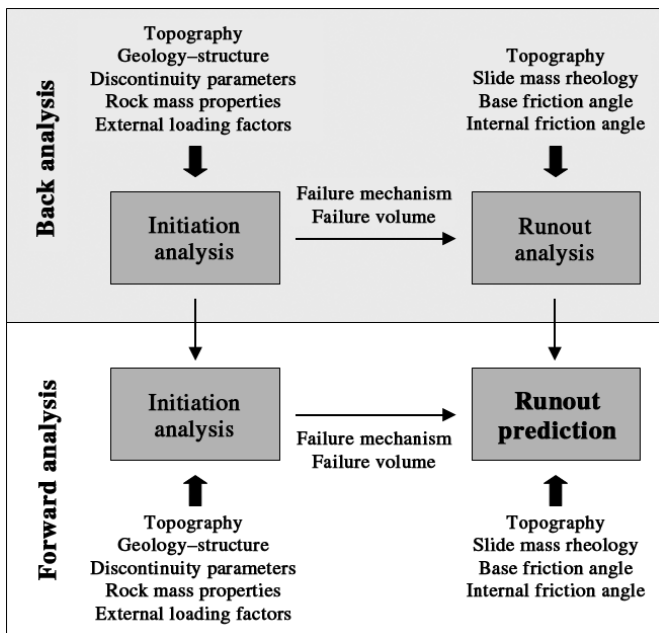 Back analysis
Topography
Geology–structure
Discontinuity parameters
Rock mass properties
External loading factors
Topography
Slide mass rheology
Base friction angle
Internal friction angle
Initiation
analysis
Failure mechanism
Failure volume
Runout
analysis
Forward analysis
Initiation
analysis
Failure mechanism
Failure volume
Runout
prediction
Topography
Geology–structure
Discontinuity parameters
Rock mass properties
External loading factors
Topography
Slide mass rheology
Base friction angle
Internal friction angle